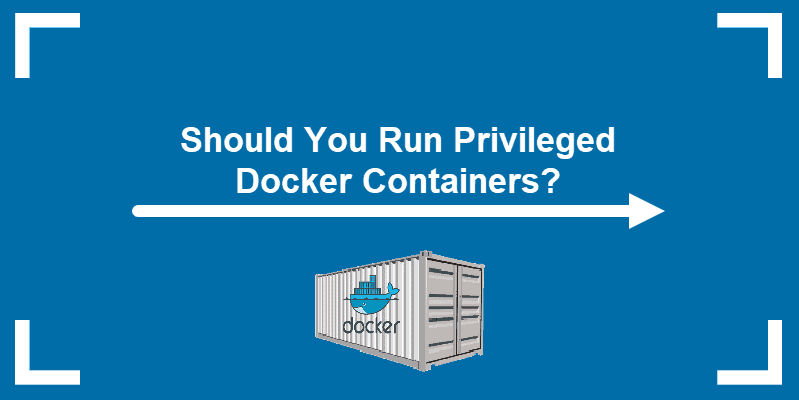 Should You Run Privileged
Docker Containers?
docker